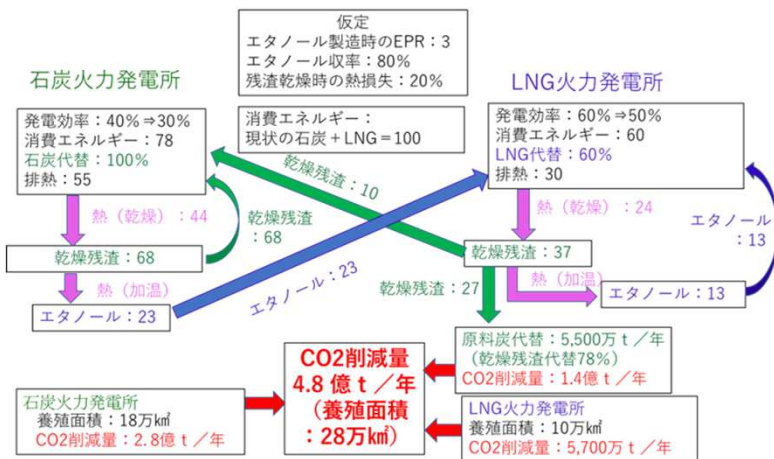 仮定
エタノール製造時のEPR：3
エタノール収率：80%
残渣乾燥時の熱損失：20%
消費エネルギー：
現状の石炭＋LNG＝100
石炭火力発電所
発電効率：40%⇒30%
消費エネルギー：78
石炭代替：100%
排熱：55
LNG火力発電所
発電効率：60%⇒50%
消費エネルギー：60
LNG代替：60%
排熱：30
熱（乾燥）：44
乾燥残渣
：68
乾燥残渣：10
熱（乾燥）：24
エタノール
：13
乾燥残渣：68
乾燥残渣：37
熱（加温）
エタノール：23
エタノール：23
乾燥残渣：
27
熱（加温）
エタノール：13
原料炭代替：5,500万ｔ／年
（乾燥残渣代替78%）
CO2削減量：1.4億ｔ／年
CO2削減量
4.8 億ｔ／年
（養殖面積
：28万㎢）
石炭火力発電所
養殖面積：18万㎢
CO2削減量：2.8億ｔ／年
LNG火力発電所
養殖面積：10万㎢
CO2削減量：5,700万ｔ／年